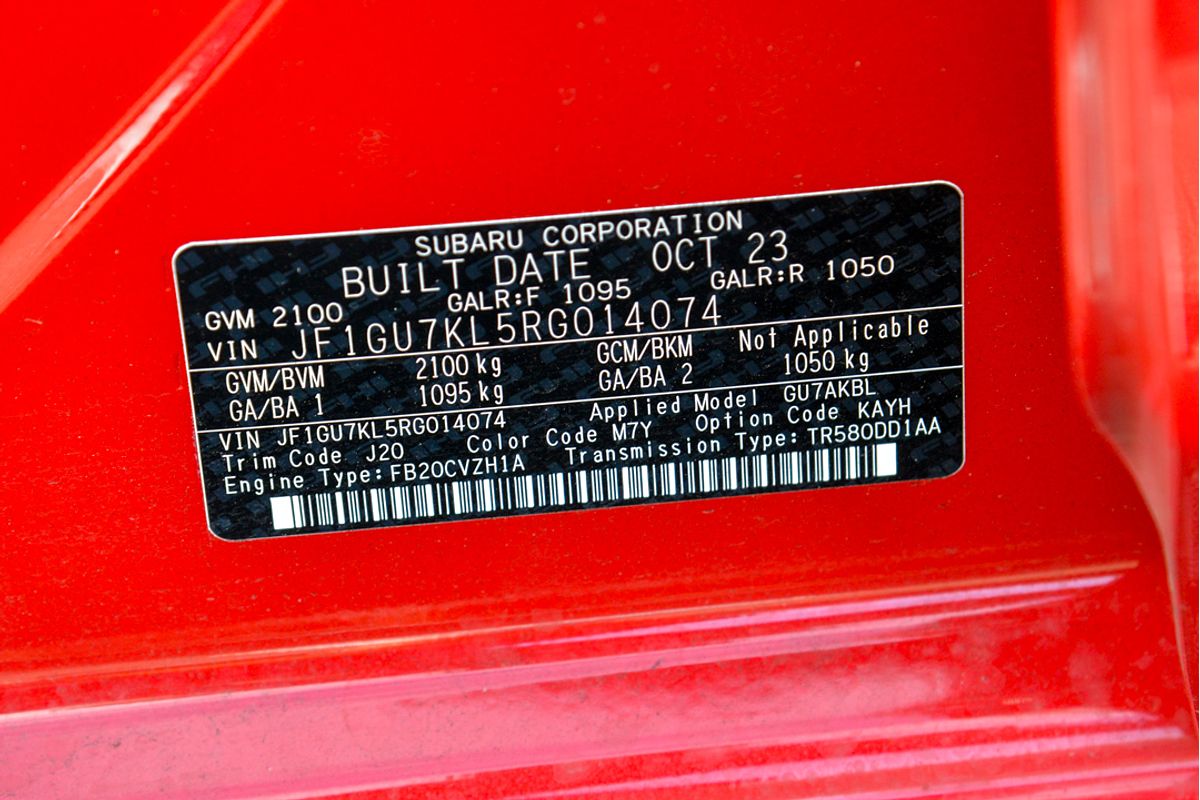 SUBARU CORPORATION
BUILT DATE OCT 23
GVM 2100 GALR:F 1095 GALR:R 1050
VIN JF1GU7KL5RG014074
GVM/BVM 2100 kg GCM/BKM Not Applicable
GA/BA 1 1095 kg GA/BA 2 1050 kg
VIN JF1GU7KL5RG014074 Applied Model GU7AKBL
Trim Code J20 Color Code M7Y Option Code KAYH
Engine Type:FB20CVZH1A Transmission Type:TR580DD1AA